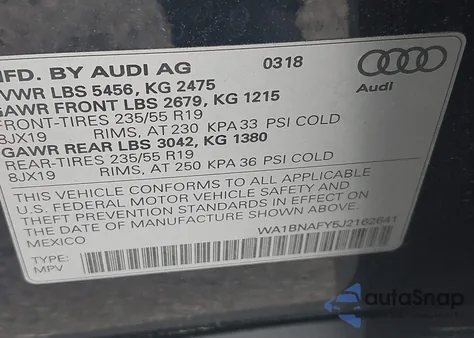 MFD. BY AUDI AG 0318
GVWR LBS 5456, KG 2475
GAWR FRONT LBS 2679, KG 1215
FRONT-TIRES 235/55 R19
8JX19 RIMS, AT 230 KPA 33 PSI COLD
GAWR REAR LBS 3042, KG 1380
REAR-TIRES 235/55 R19
8JX19 RIMS, AT 250 KPA 36 PSI COLD
THIS VEHICLE CONFORMS TO ALL APPLICABLE
U.S. FEDERAL MOTOR VEHICLE SAFETY AND
THEFT PREVENTION STANDARDS IN EFFECT ON
THE DATE OF MANUFACTURE SHOWN ABOVE.
MEXICO
WA1BNAFY5J2162641
TYPE:
MPV
Audi
autoSnap